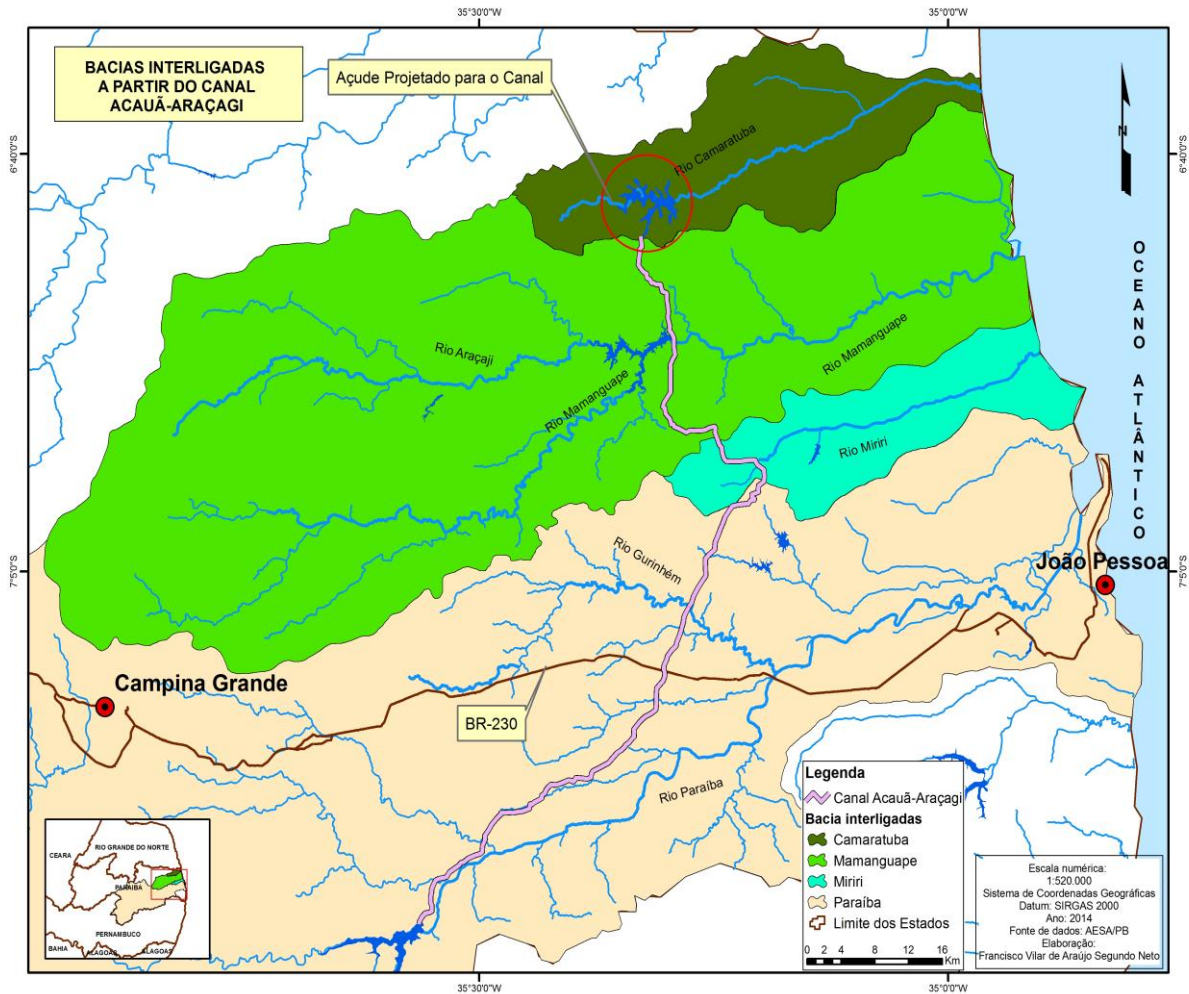 35°30'0"W
35°0'0"W
BACIAS INTERLIGADAS
A PARTIR DO CANAL
ACAUÃ-ARAÇAGI
Açude Projetado para o Canal
N
6°40'0"S
6°40'0"S
Rio Camaratuba
OCEANO ATLÂNTICO
Rio Araçaji
Rio Mamanguape
Rio Mamanguape
Rio Miriri
Rio Gurinhém
João Pessoa
7°5'0"S
7°5'0"S
Campina Grande
BR-230
Rio Paraíba
Legenda
Canal Acauã-Araçagi
Bacia interligadas
Camaratuba
Mamanguape
Miriri
Paraíba
Limite dos Estados
0 2 4 8 12 16
Km
Escala numérica:
1:520.000
Sistema de Coordenadas Geográficas
Datum: SIRGAS 2000
Ano: 2014
Fonte de dados: AESA/PB
Elaboração:
Francisco Vilar de Araújo Segundo Neto
RIO GRANDE DO NORTE
CEARA
PARAIBA
PERNAMBUCO
BAHIA
ALAGOAS
ALAGOAS
35°30'0"W
35°0'0"W